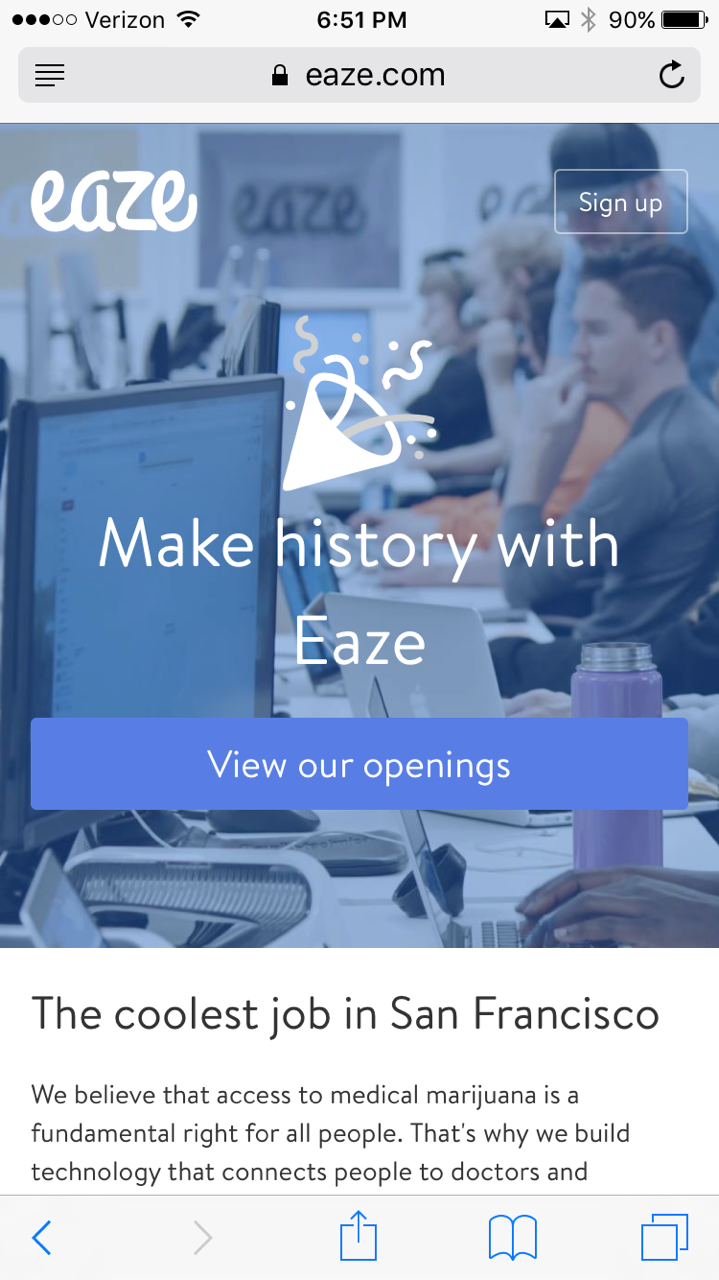 Verizon 6:51 PM 90%
eaze.com
eaze
eaze
Sign up
Make history with
Eaze
View our openings
The coolest job in San Francisco
We believe that access to medical marijuana is a
fundamental right for all people. That's why we build
technology that connects people to doctors and